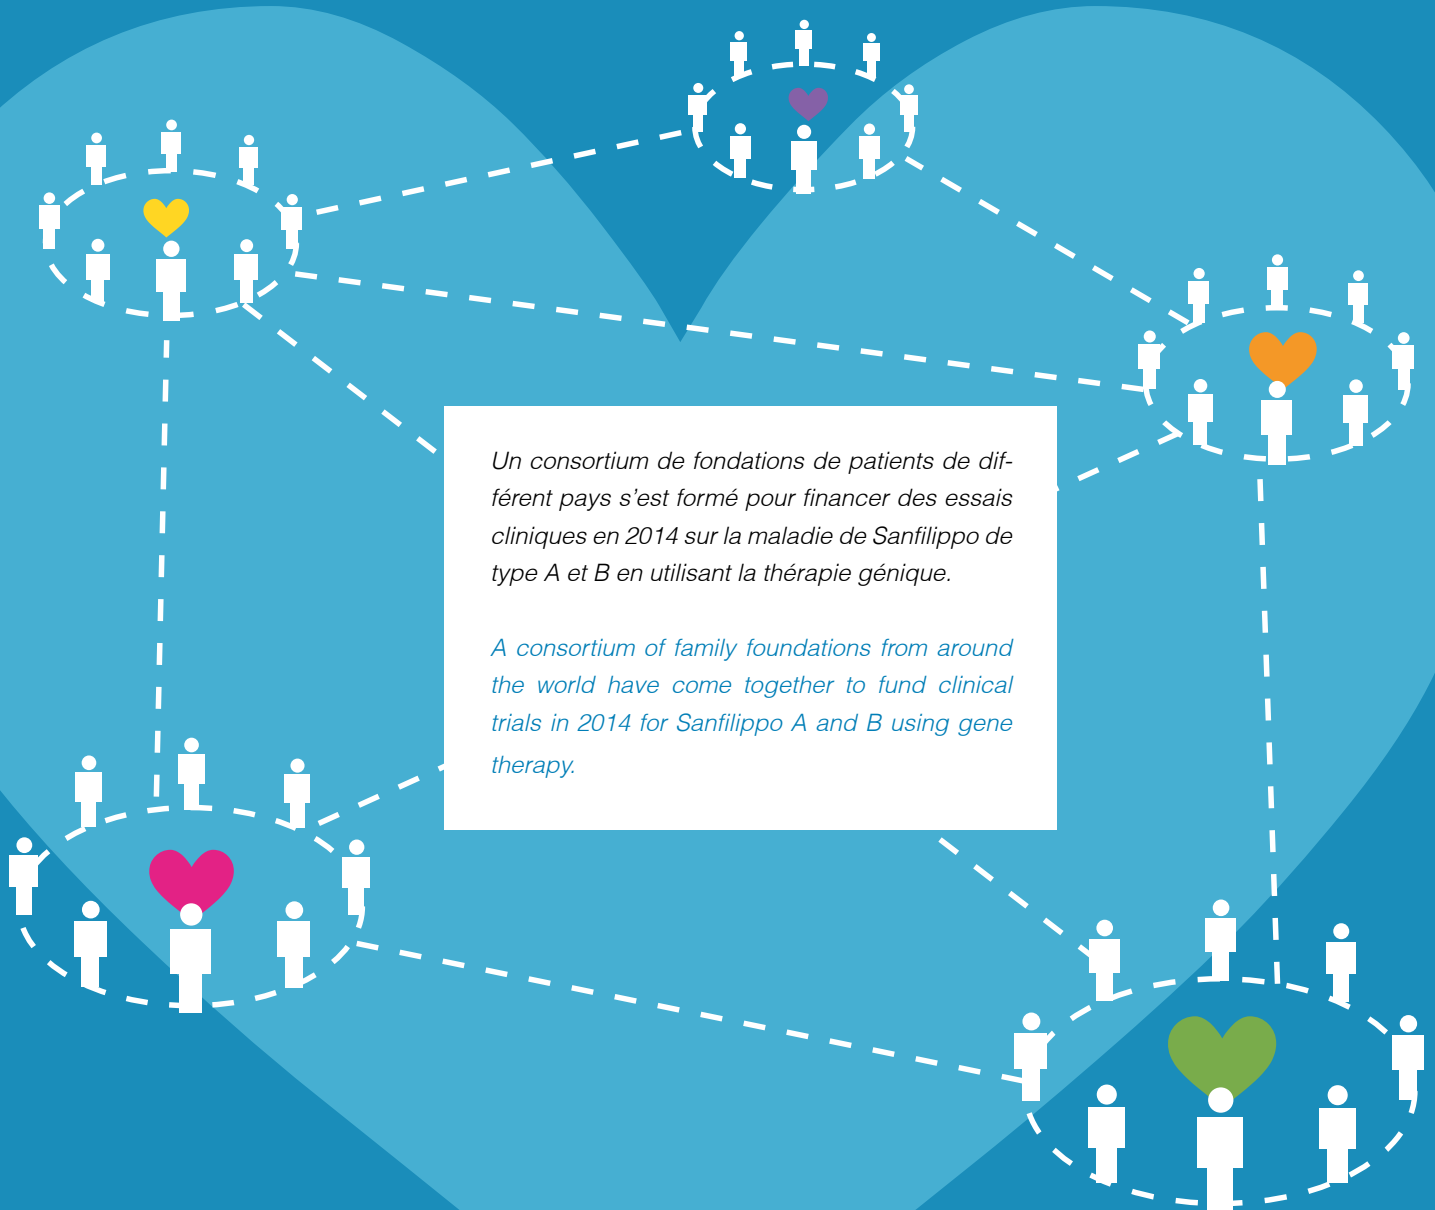 Un consortium de fondations de patients de dif-
férent pays s’est formé pour financer des essais
cliniques en 2014 sur la maladie de Sanfilippo de
type A et B en utilisant la thérapie génique.
A consortium of family foundations from around
the world have come together to fund clinical
trials in 2014 for Sanfilippo A and B using gene
therapy.